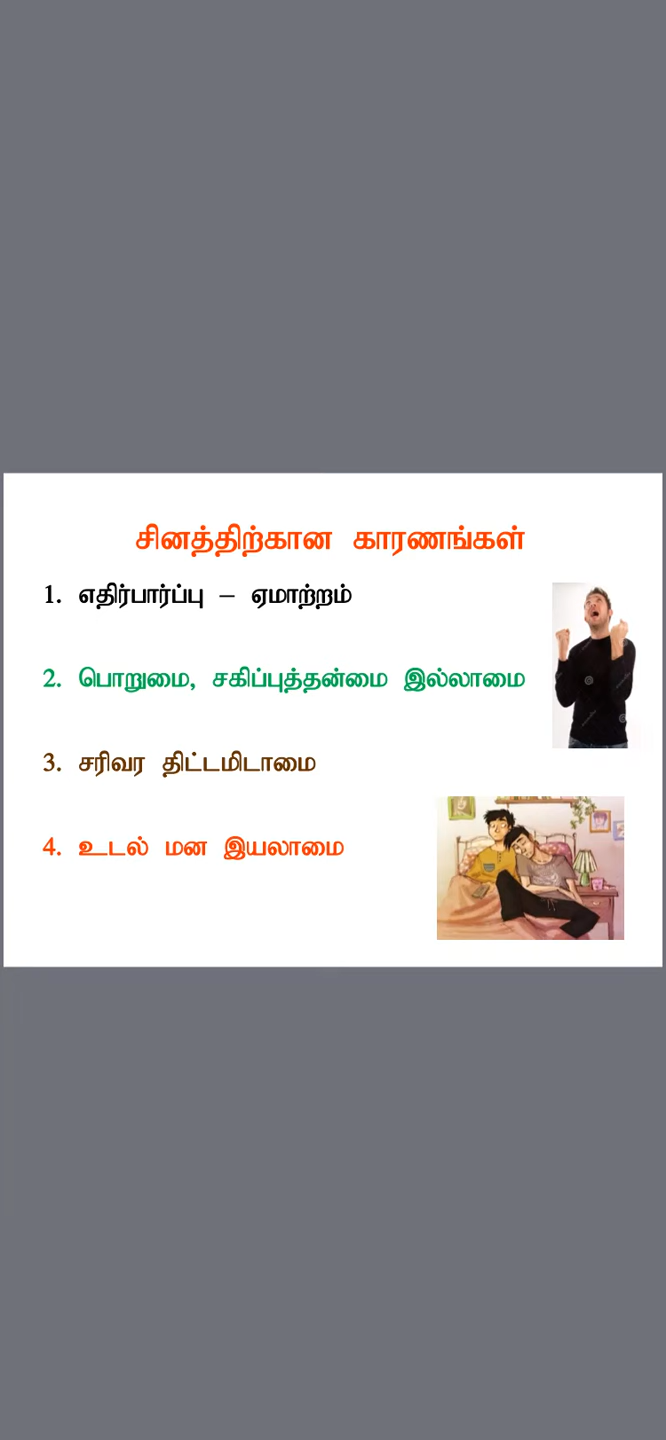 சினத்திற்கான காரணங்கள்
1. எதிர்பார்ப்பு – ஏமாற்றம்
2. பொறுமை, சகிப்புத்தன்மை இல்லாமை
3. சரிவர திட்டமிடாமை
4. உடல் மன இயலாமை